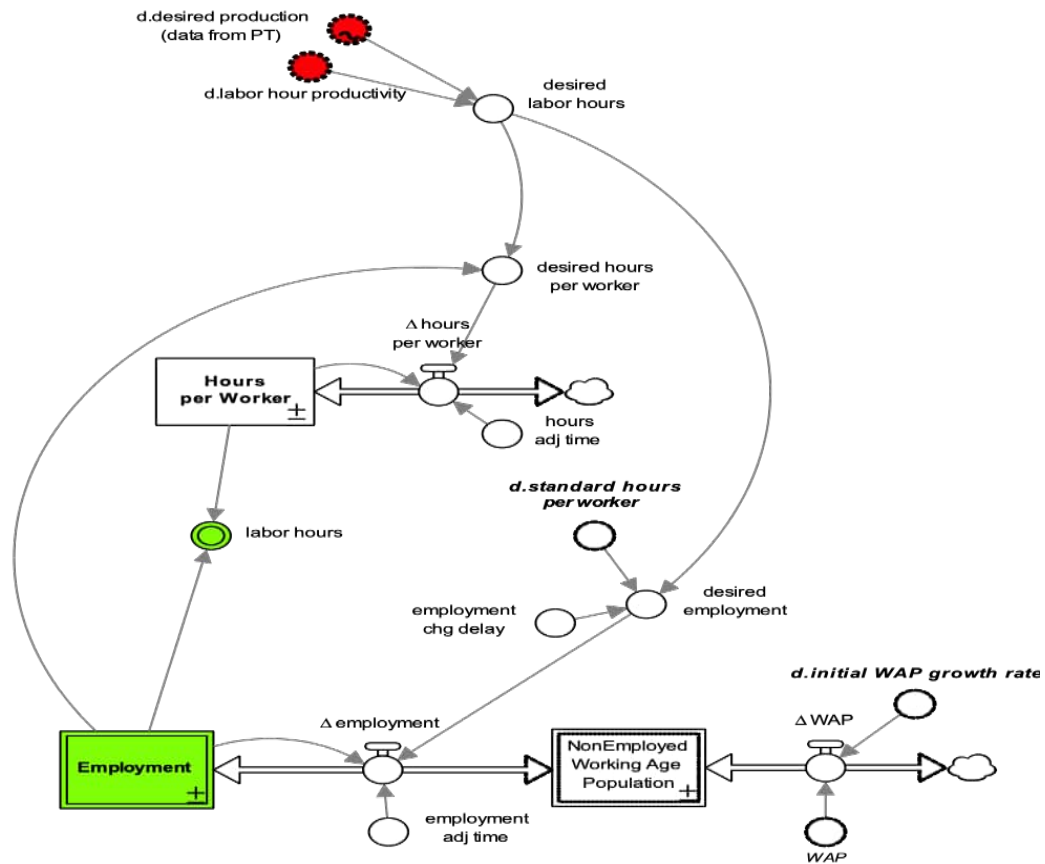 d.desired production
(data from PT)
d.labor hour productivity
desired
labor hours
desired hours
per worker
Δ hours
per worker
Hours
per Worker
±
hours
adj time
d.standard hours
per worker
labor hours
employment
chg delay
desired
employment
d.initial WAP growth rate
Δ employment
Δ WAP
Employment
±
NonEmployed
Working Age
Population
±
employment
adj time
WAP